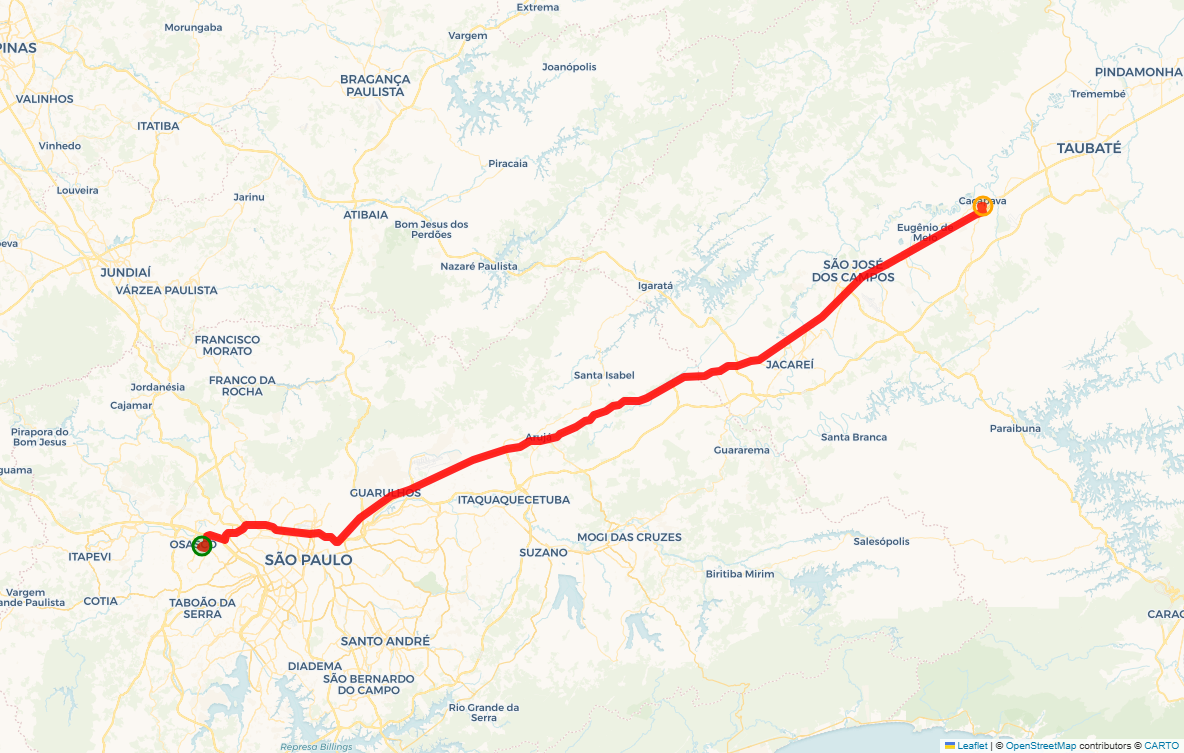 Extrema
Morungaba
Vargem
PINAS
Joanópolis
BRAGANÇA
PAULISTA
PINDAMONHA
Tremembé
VALINHOS
ITATIBA
Vinhedo
TAUBATÉ
Piracaia
Louveira
Jarinu
ATIBAIA
Caçapava
Bom Jesus dos
Perdões
Eugênio de
Melo
Nazaré Paulista
SÃO JOSÉ
DOS CAMPOS
JUNDIAÍ
VÁRZEA PAULISTA
Igaratá
FRANCISCO
MORATO
JACAREÍ
Santa Isabel
FRANCO DA
ROCHA
Jordanésia
Cajamar
Pirapora do
Bom Jesus
Arujá
Santa Branca
Paraibuna
Guararema
GUARULHOS
ITAQUAQUECETUBA
OSASCO
MOGI DAS CRUZES
Salesópolis
ITAPEVI
SÃO PAULO
SUZANO
Biritiba Mirim
Vargem
ande Paulista
COTIA
TABOÃO DA
SERRA
CARAG
SANTO ANDRÉ
DIADEMA
SÃO BERNARDO
DO CAMPO
Rio Grande da
Serra
Represa Billings
Leaflet | © OpenStreetMap contributors © CARTO